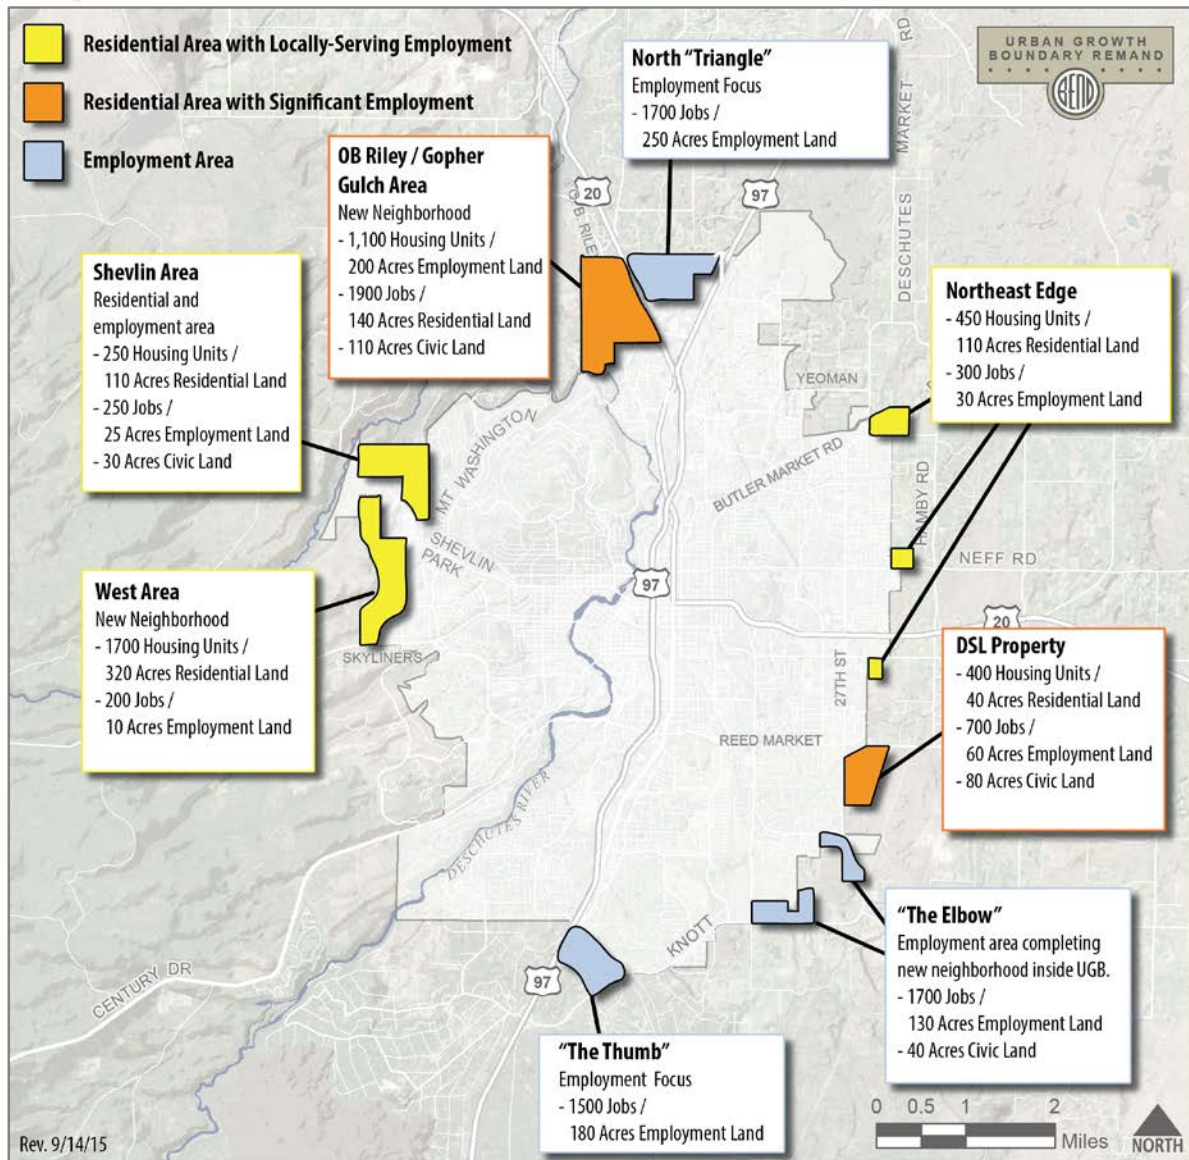 Residential Area with Locally-Serving Employment
Residential Area with Significant Employment
Employment Area
URBAN GROWTH
BOUNDARY REMAND
BEND
North "Triangle"
Employment Focus
- 1700 Jobs /
250 Acres Employment Land
OB Riley / Gopher
Gulch Area
New Neighborhood
- 1,100 Housing Units /
200 Acres Employment Land
- 1900 Jobs /
140 Acres Residential Land
- 110 Acres Civic Land
Shevlin Area
Residential and
employment area
- 250 Housing Units /
110 Acres Residential Land
- 250 Jobs /
25 Acres Employment Land
- 30 Acres Civic Land
Northeast Edge
- 450 Housing Units /
110 Acres Residential Land
- 300 Jobs /
30 Acres Employment Land
West Area
New Neighborhood
- 1700 Housing Units /
320 Acres Residential Land
- 200 Jobs /
10 Acres Employment Land
DSL Property
- 400 Housing Units /
40 Acres Residential Land
- 700 Jobs /
60 Acres Employment Land
- 80 Acres Civic Land
"The Elbow"
Employment area completing
new neighborhood inside UGB.
- 1700 Jobs /
130 Acres Employment Land
- 40 Acres Civic Land
"The Thumb"
Employment Focus
- 1500 Jobs /
180 Acres Employment Land
20
97
O.B. RILEY
DESCHUTES MARKET RD
YEOMAN
BUTLER MARKET RD
HAMBY RD
NEFF RD
MT WASHINGTON
SHEVLIN
PARK
SKYLINERS
97
20
27TH ST
REED MARKET
DESCHUTES RIVER
KNOTT
CENTURY DR
97
0 0.5 1 2
Miles
NORTH
Rev. 9/14/15